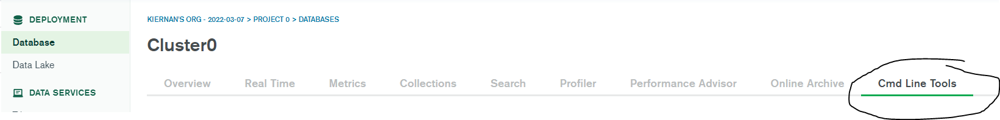 DEPLOYMENT
Database
Data Lake
DATA SERVICES
KIERNAN'S ORG - 2022-03-07 > PROJECT 0 > DATABASES
Cluster0
Overview Real Time Metrics Collections Search Profiler Performance Advisor Online Archive Cmd Line Tools